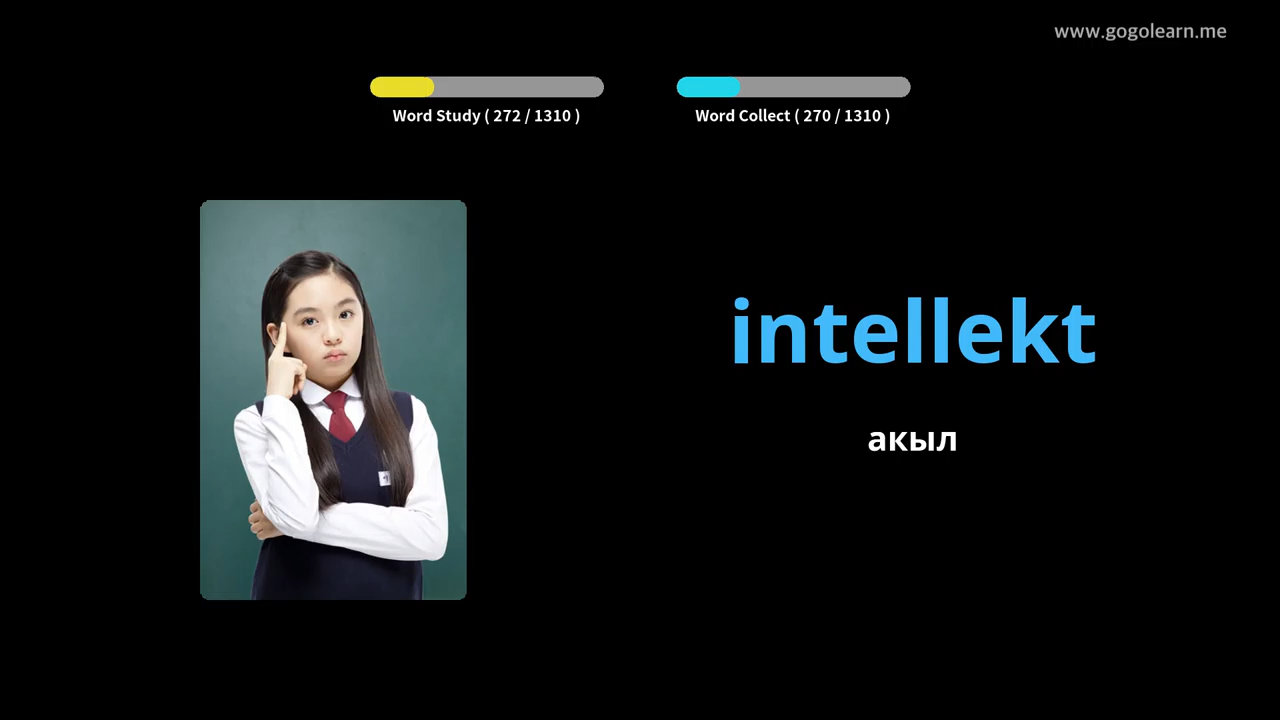 www.gogolearn.me
Word Study ( 272 / 1310 )
Word Collect ( 270 / 1310 )
intellekt
акыл